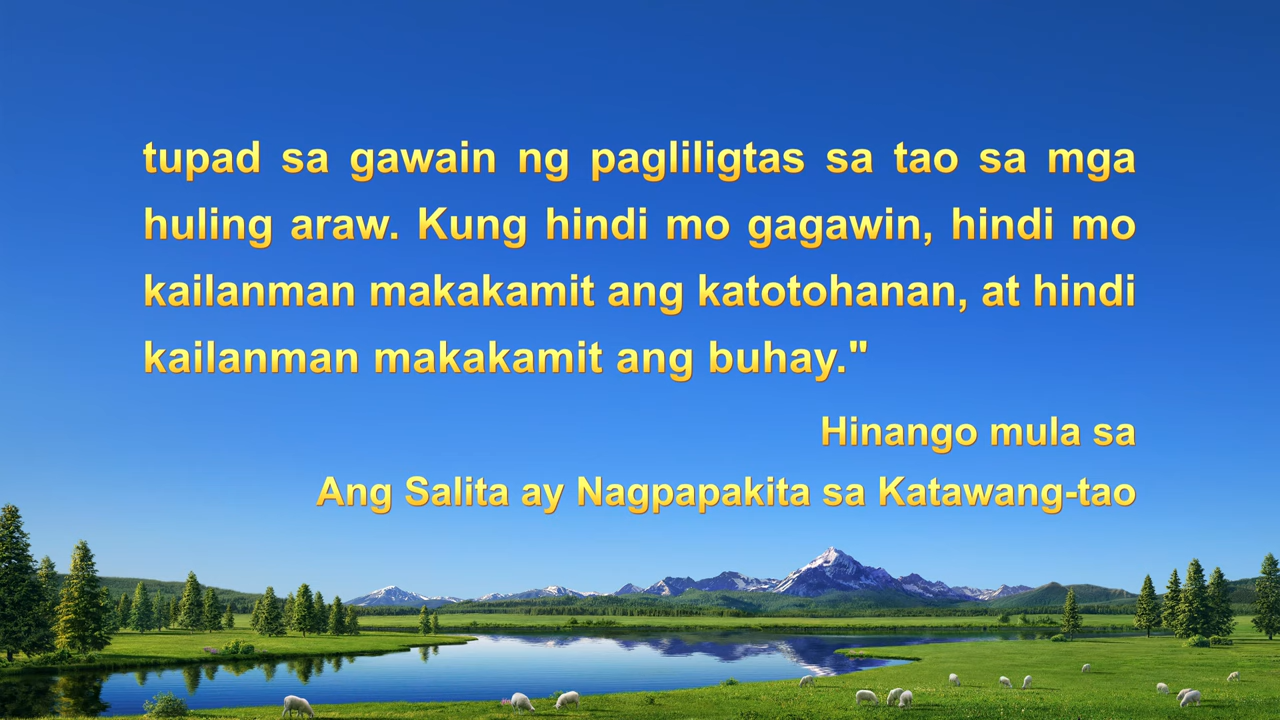 tupad sa gawain ng pagliligtas sa tao sa mga
huling araw. Kung hindi mo gagawin, hindi mo
kailanman makakamit ang katotohanan, at hindi
kailanman makakamit ang buhay."
Hinango mula sa
Ang Salita ay Nagpapakita sa Katawang-tao